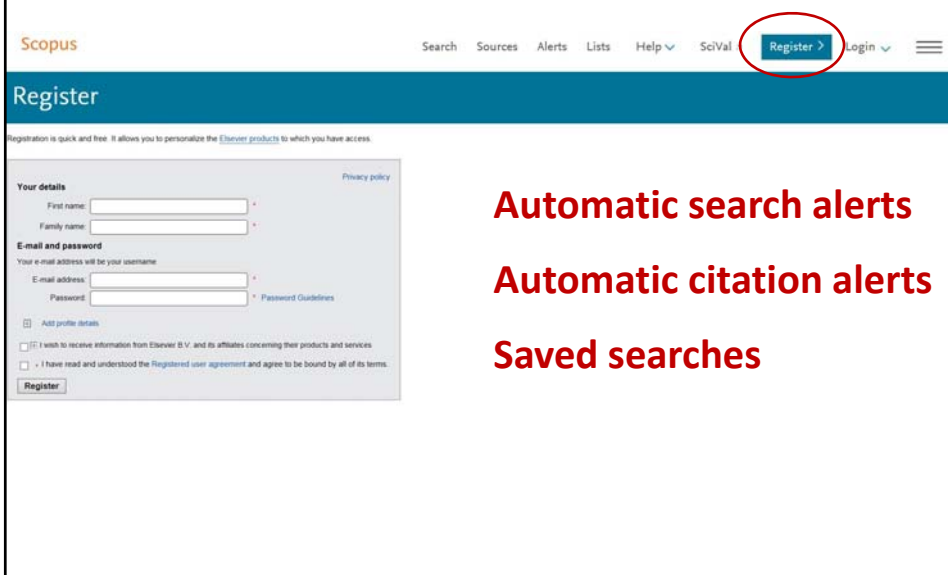 Scopus
Search Sources Alerts Lists Help SciVal Register > Login
Register
Registration is quick and free. It allows you to personalize the Elsevier products to which you have access.
Privacy policy
Your details
First name: *
Family name: *
E-mail and password
Your e-mail address will be your username
E-mail address: *
Password: * Password Guidelines
Add profile details
I wish to receive information from Elsevier B.V. and its affiliates concerning their products and services
I have read and understood the Registered user agreement and agree to be bound by all of its terms.
Register
Automatic search alerts
Automatic citation alerts
Saved searches